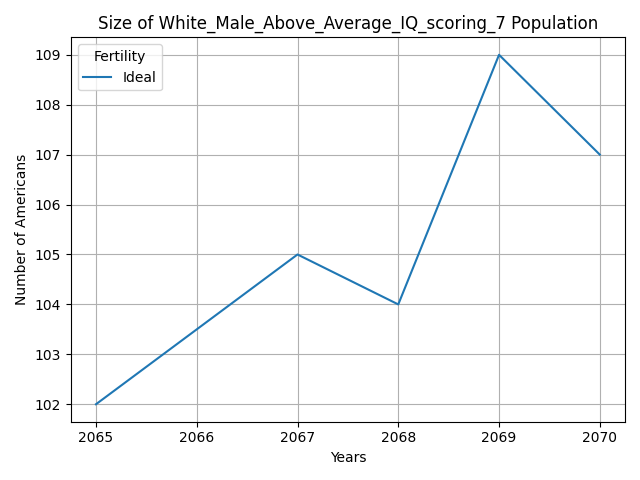 Size of White_Male_Above_Average_IQ_scoring_7 Population
Fertility
Ideal
109
108
107
106
105
104
103
102
Number of Americans
2065 2066 2067 2068 2069 2070
Years